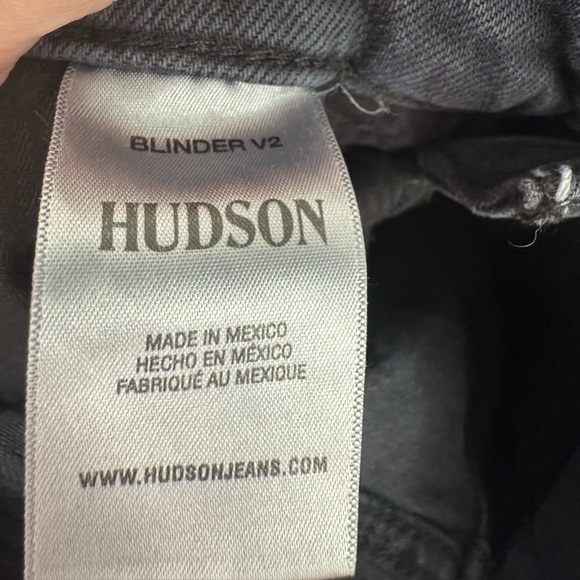 BLINDER V2
HUDSON
MADE IN MEXICO
HECHO EN MÉXICO
FABRIQUÉ AU MEXIQUE
WWW.HUDSONJEANS.COM